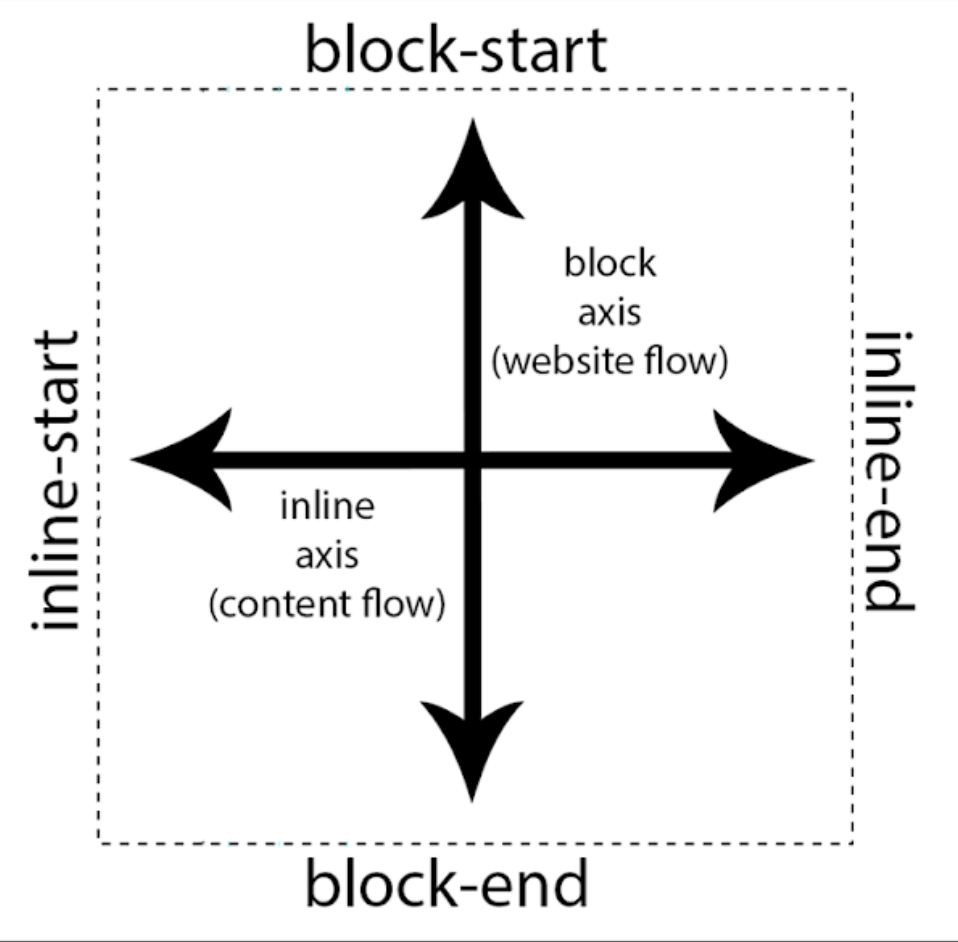 block-start
block
axis
(website flow)
inline-start
inline-end
inline
axis
(content flow)
block-end